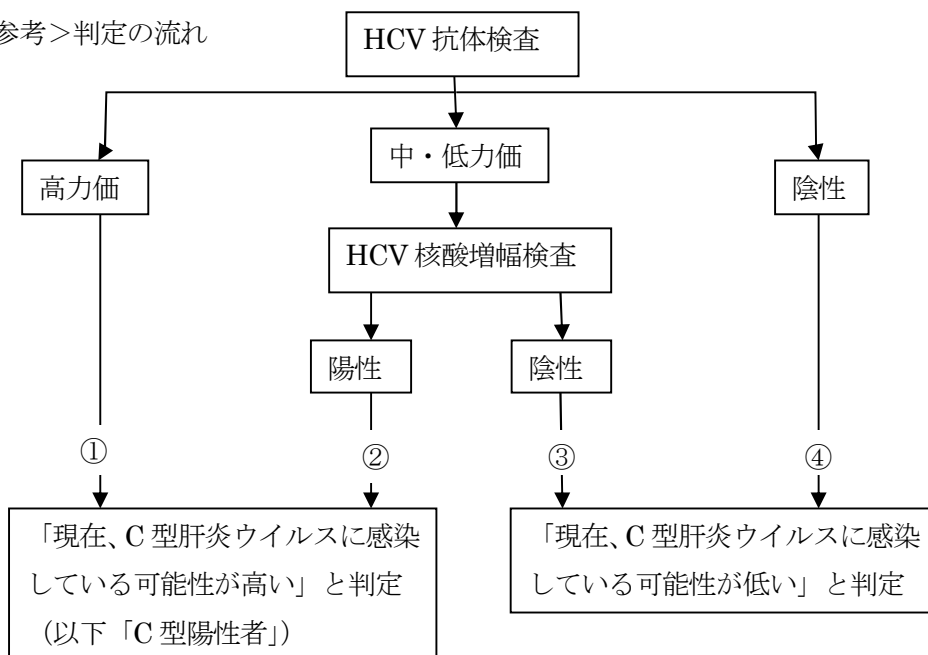 参考＞判定の流れ
HCV 抗体検査
高力価
中・低力価
陰性
HCV 核酸増幅検査
陽性
陰性
①
②
③
④
「現在、C 型肝炎ウイルスに感染
している可能性が高い」と判定
（以下「C 型陽性者」）
「現在、C 型肝炎ウイルスに感染
している可能性が低い」と判定